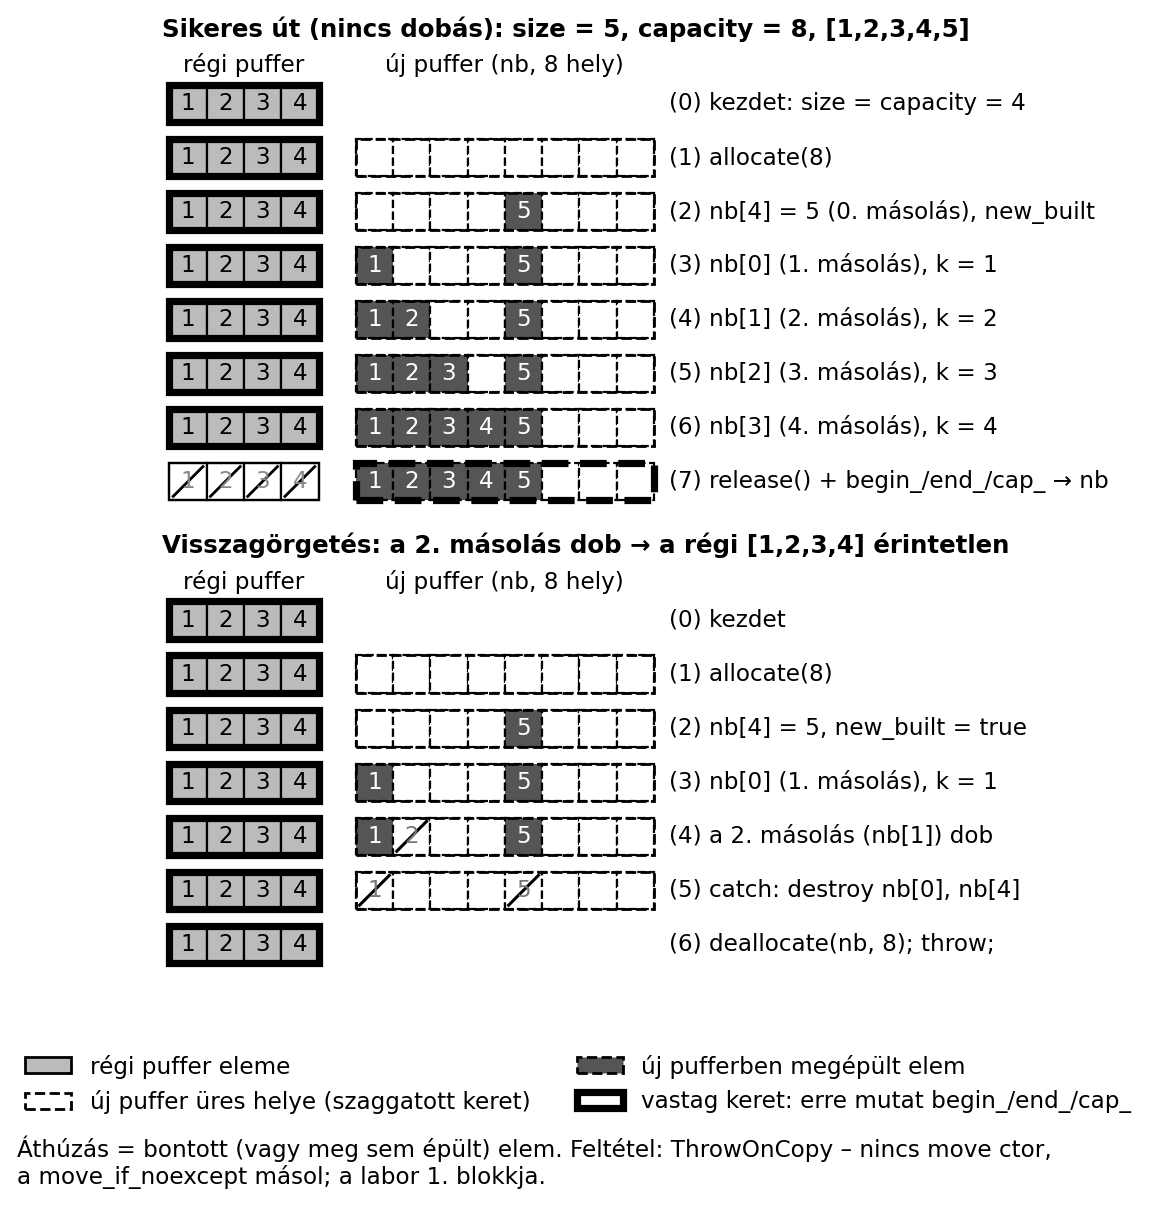 Sikeres út (nincs dobás): size = 5, capacity = 8, [1,2,3,4,5]
régi puffer új puffer (nb, 8 hely)
1 2 3 4 (0) kezdet: size = capacity = 4
1 2 3 4 (1) allocate(8)
1 2 3 4 5 (2) nb[4] = 5 (0. másolás), new_built
1 2 3 4 1 5 (3) nb[0] (1. másolás), k = 1
1 2 3 4 1 2 5 (4) nb[1] (2. másolás), k = 2
1 2 3 4 1 2 3 5 (5) nb[2] (3. másolás), k = 3
1 2 3 4 1 2 3 4 5 (6) nb[3] (4. másolás), k = 4
1 2 3 4 1 2 3 4 5 (7) release() + begin_/end_/cap_ → nb
Visszagörgetés: a 2. másolás dob → a régi [1,2,3,4] érintetlen
régi puffer új puffer (nb, 8 hely)
1 2 3 4 (0) kezdet
1 2 3 4 (1) allocate(8)
1 2 3 4 5 (2) nb[4] = 5, new_built = true
1 2 3 4 1 5 (3) nb[0] (1. másolás), k = 1
1 2 3 4 1 2 5 (4) a 2. másolás (nb[1]) dob
1 2 3 4 1 5 (5) catch: destroy nb[0], nb[4]
1 2 3 4 (6) deallocate(nb, 8); throw;
régi puffer eleme új pufferben megépült elem
új puffer üres helye (szaggatott keret) vastag keret: erre mutat begin_/end_/cap_
Áthúzás = bontott (vagy meg sem épült) elem. Feltétel: ThrowOnCopy – nincs move ctor,
a move_if_noexcept másol; a labor 1. blokkja.